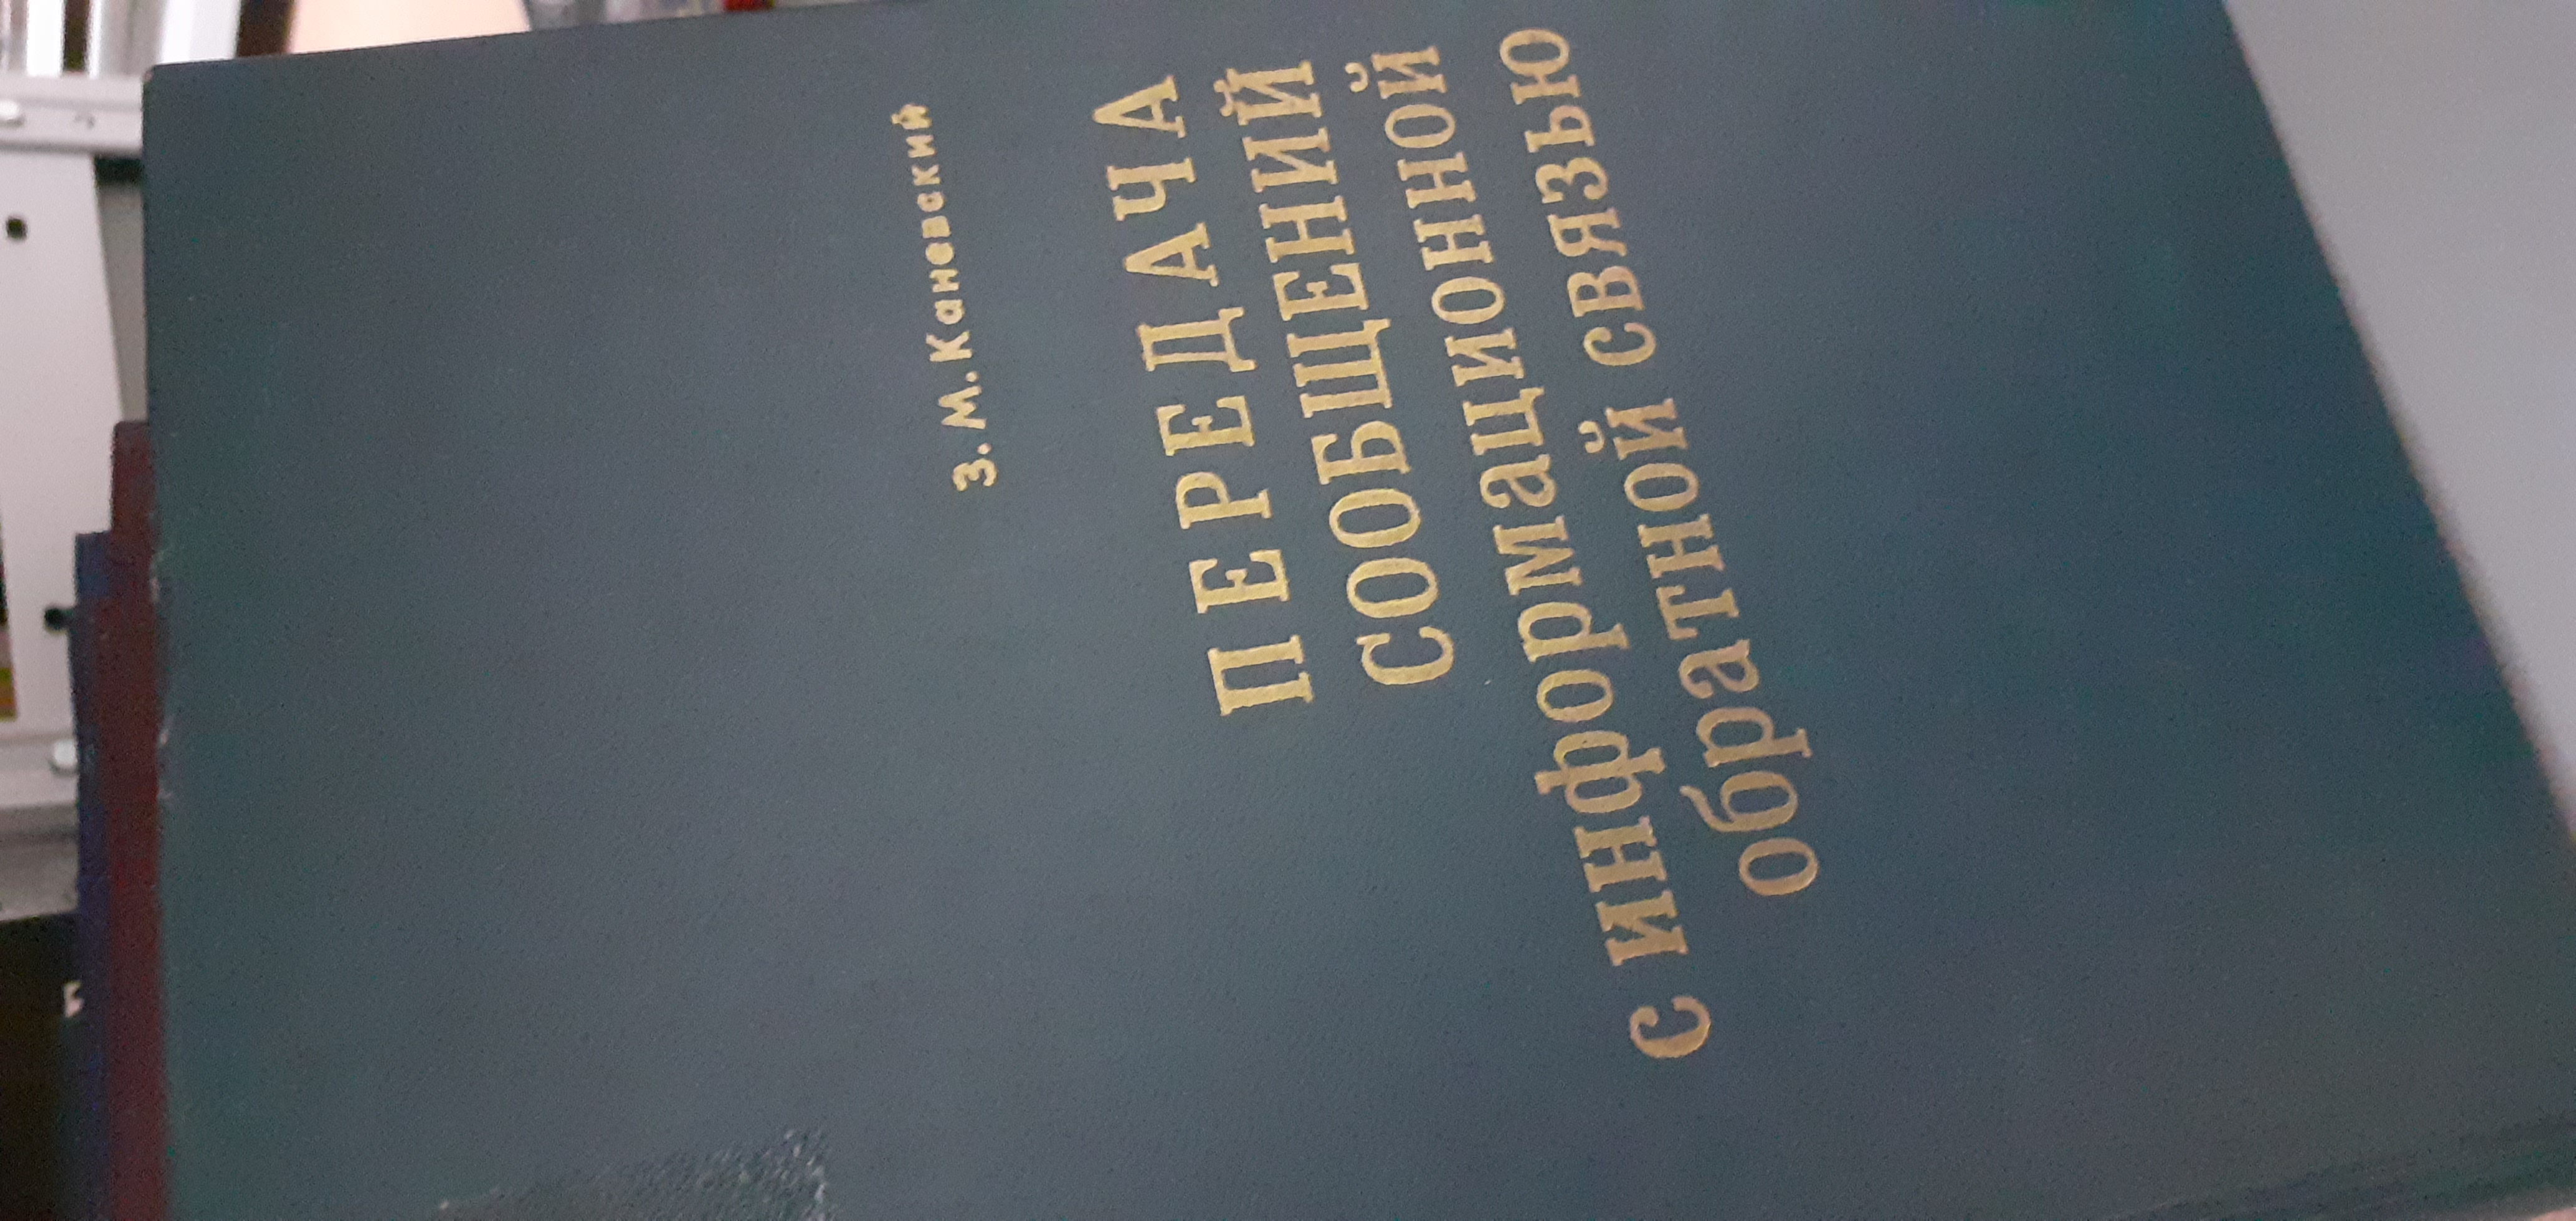 З. М. Каневский
ПЕРЕДАЧА
СООБЩЕНИЙ
с информационной
обратной связью